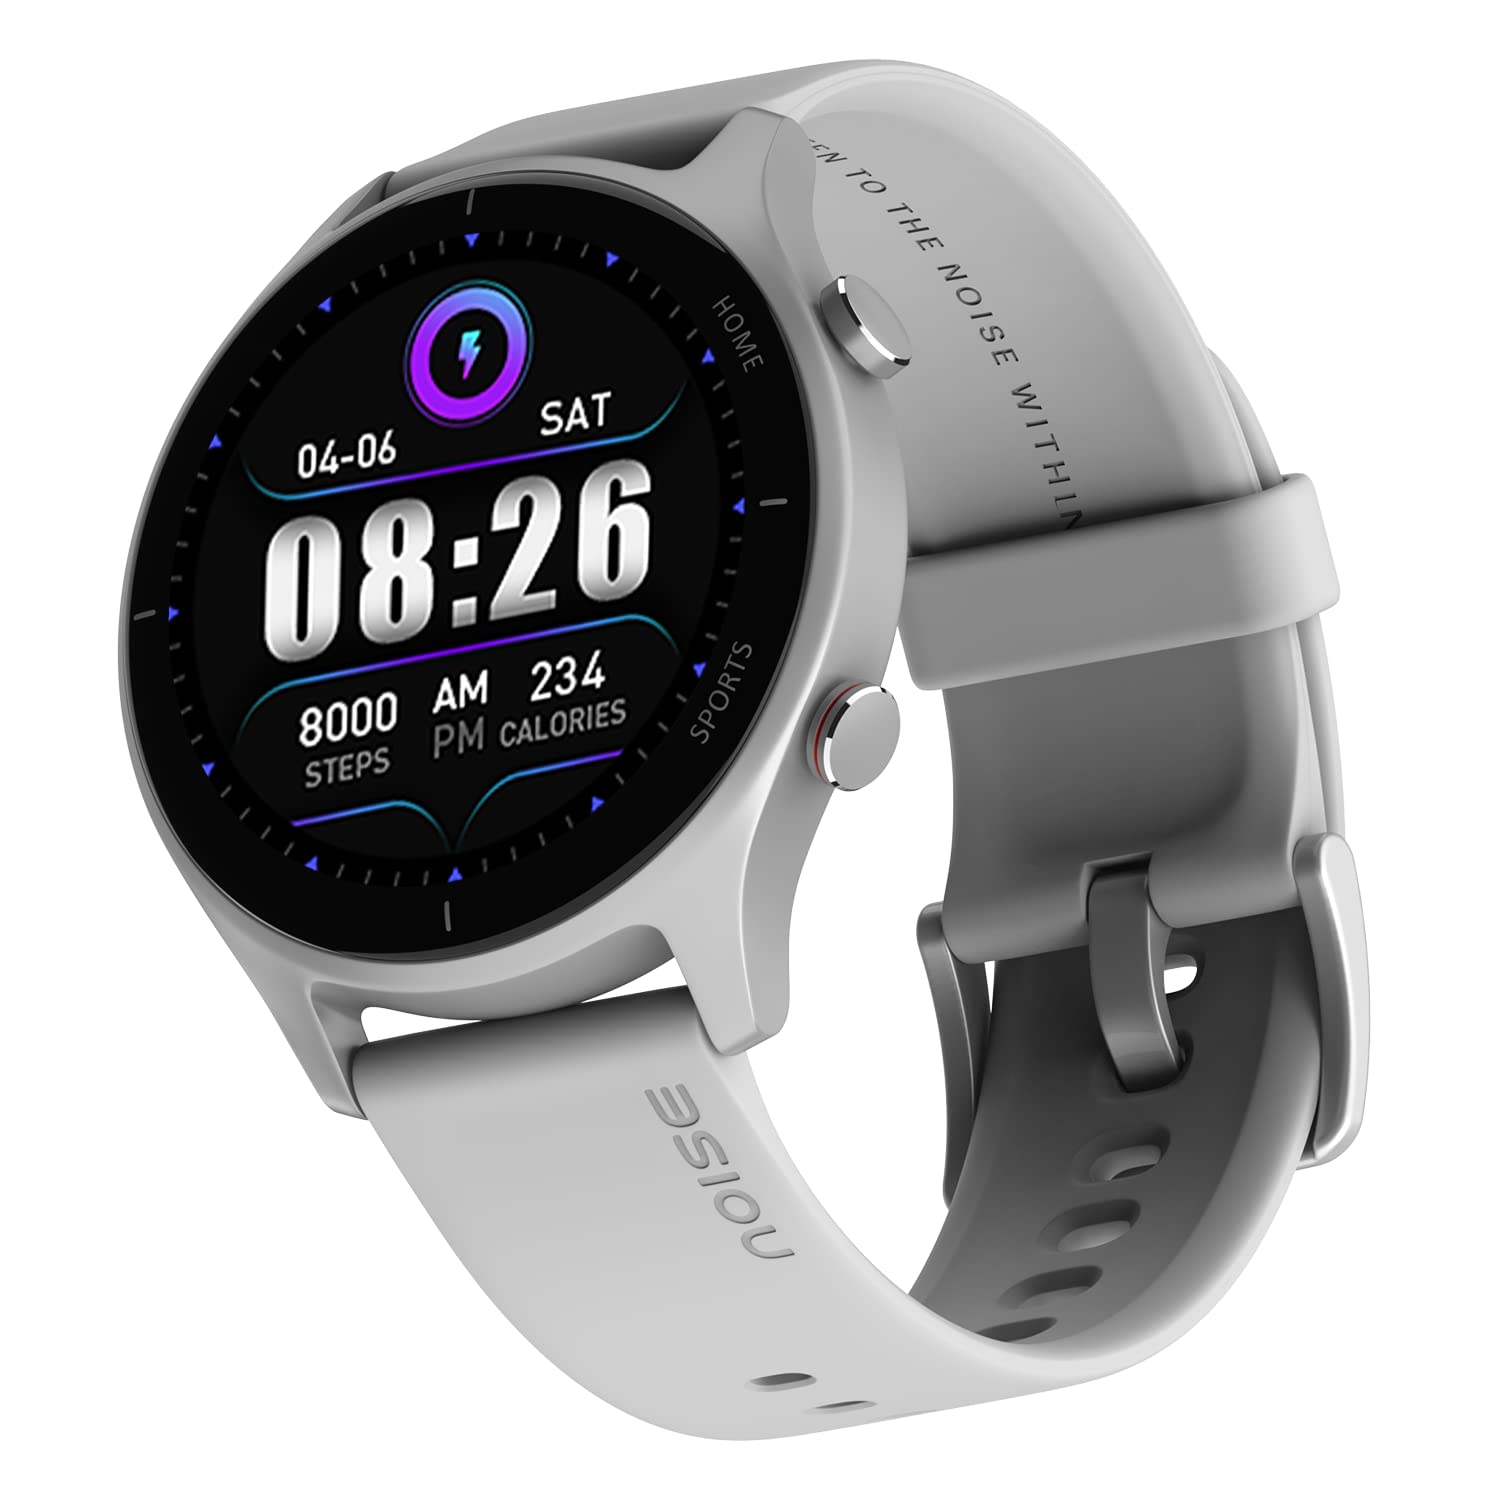 HOME
SAT
04-06
08:26
8000
STEPS
AM
PM
234
CALORIES
SPORTS
TO THE NOISE WITHIN
noise